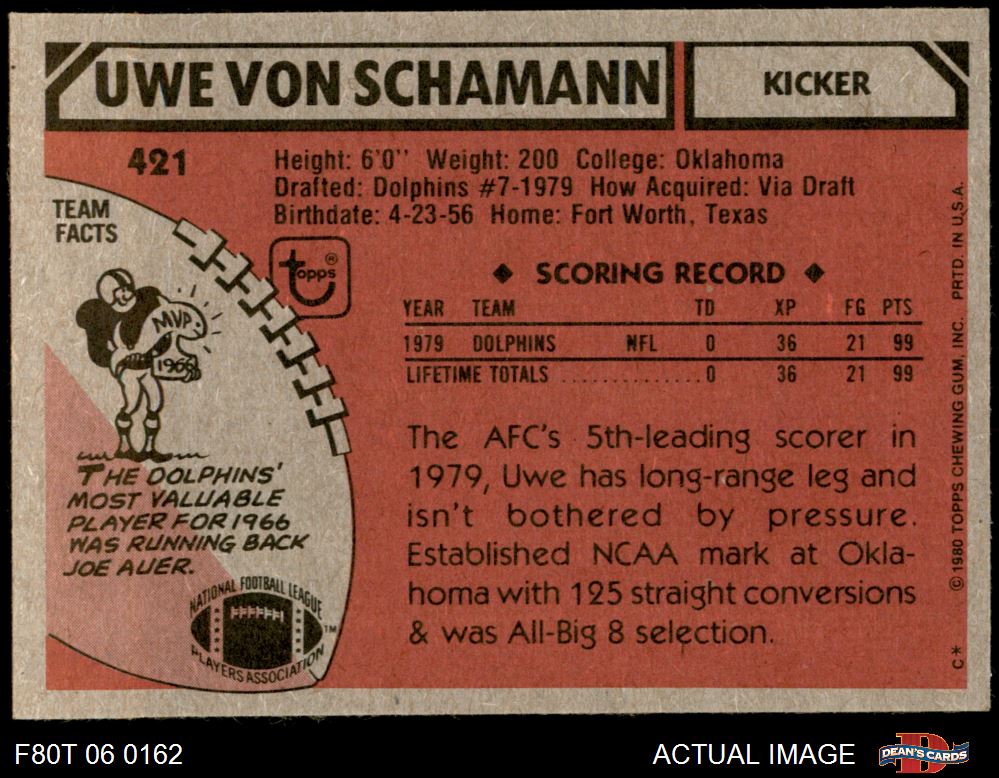 UWE VON SCHAMANN
KICKER
421
Height: 6'0" Weight: 200 College: Oklahoma
Drafted: Dolphins #7-1979 How Acquired: Via Draft
Birthdate: 4-23-56 Home: Fort Worth, Texas
TEAM
FACTS
MVP
1966
THE DOLPHINS'
MOST VALUABLE
PLAYER FOR 1966
WAS RUNNING BACK
JOE AUER.
NATIONAL FOOTBALL LEAGUE
PLAYERS ASSOCIATION
TM
topps ®
◆ SCORING RECORD ◆
YEAR TEAM TD XP FG PTS
1979 DOLPHINS NFL 0 36 21 99
LIFETIME TOTALS ..............0 36 21 99
The AFC's 5th-leading scorer in
1979, Uwe has long-range leg and
isn't bothered by pressure.
Established NCAA mark at Okla-
homa with 125 straight conversions
& was All-Big 8 selection.
C* © 1980 TOPPS CHEWING GUM, INC. PRTD. IN U.S.A.
F80T 06 0162
ACTUAL IMAGE
DEAN'S CARDS